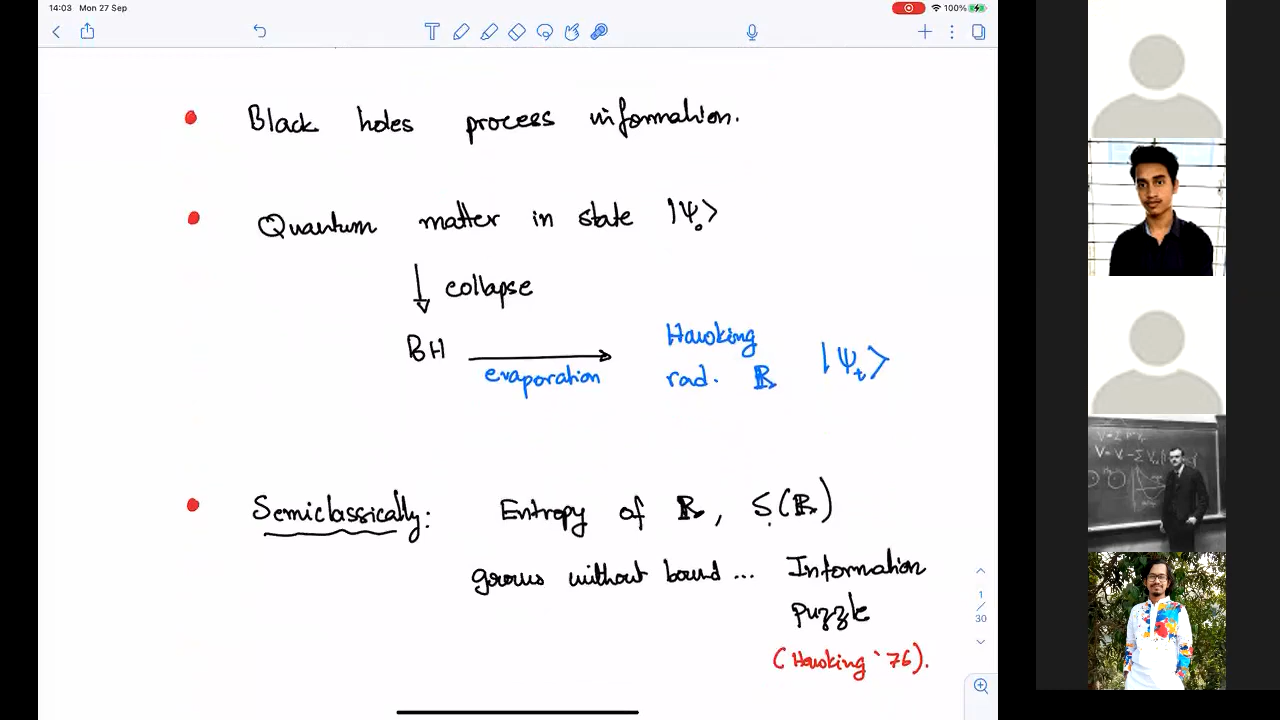 14:03 Mon 27 Sep
100%
Black holes process information.
Quantum matter in state |Ψ₀⟩
↓ collapse
BH → evaporation Hawking rad. ℝ |Ψₜ⟩
Semiclassically: Entropy of ℝ, S(ℝ)
grows without bound... Information
puzzle
(Hawking '76).
1
/
30